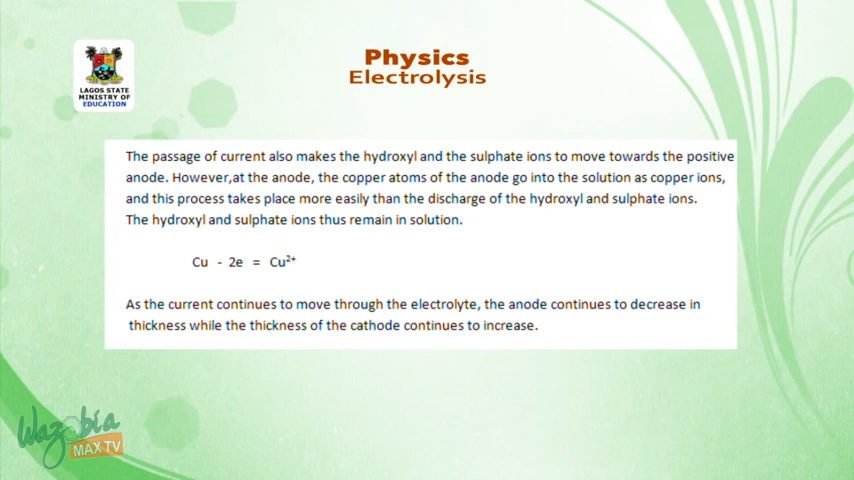 Physics
Electrolysis
LAGOS STATE
MINISTRY OF
EDUCATION
The passage of current also makes the hydroxyl and the sulphate ions to move towards the positive
anode. However,at the anode, the copper atoms of the anode go into the solution as copper ions,
and this process takes place more easily than the discharge of the hydroxyl and sulphate ions.
The hydroxyl and sulphate ions thus remain in solution.
Cu - 2e = Cu²⁺
As the current continues to move through the electrolyte, the anode continues to decrease in
thickness while the thickness of the cathode continues to increase.
Wazobia
MAX TV